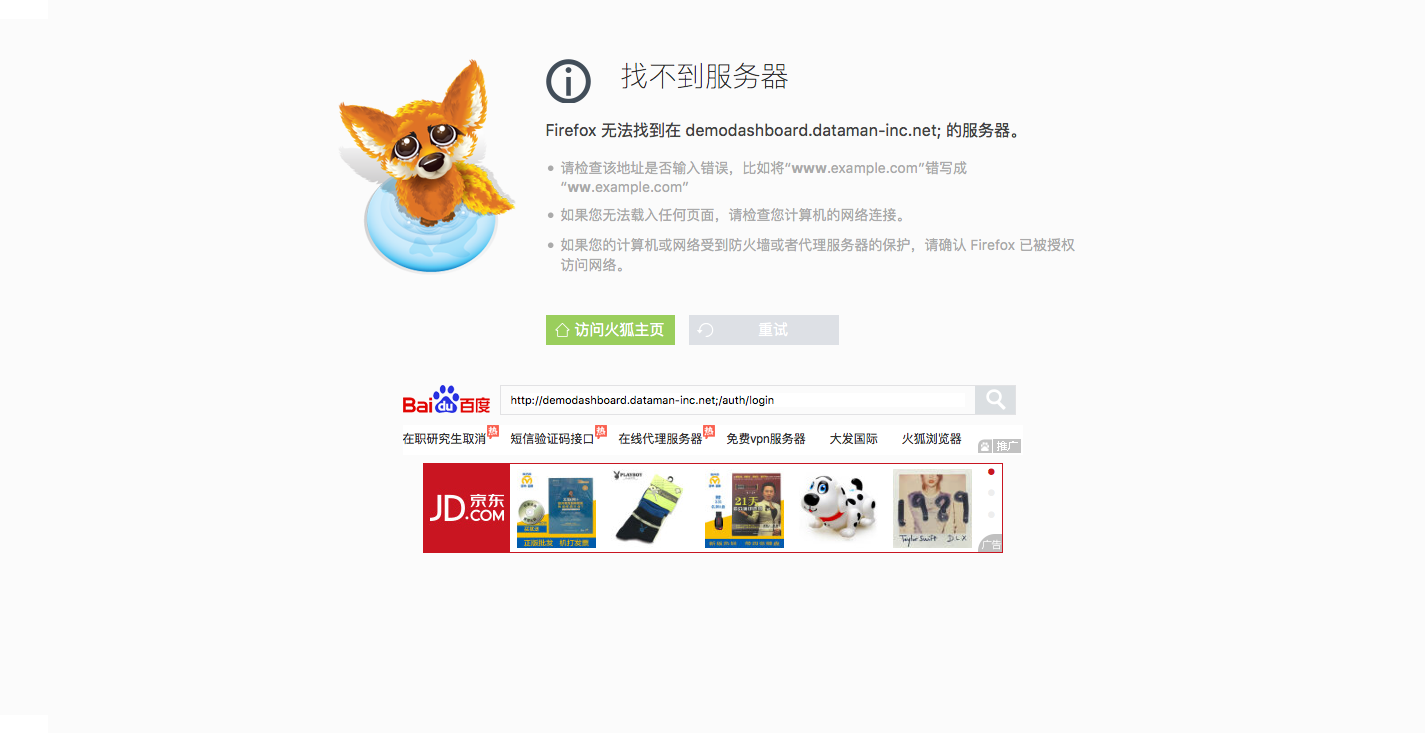 找不到服务器
Firefox 无法找到在 demodashboard.dataman-inc.net; 的服务器。
请检查该地址是否输入错误，比如将“www.example.com”错写成
“ww.example.com”
如果您无法载入任何页面，请检查您计算机的网络连接。
如果您的计算机或网络受到防火墙或者代理服务器的保护，请确认 Firefox 已被授权
访问网络。
访问火狐主页 重试
Bai du 百度 http://demodashboard.dataman-inc.net;/auth/login
在职研究生取消 热 短信验证码接口 热 在线代理服务器 热 免费vpn服务器 大发国际 火狐浏览器 推广
JD.COM 京东
PLAYBOY
21天
1989
Taylor Swift DLX
正版批发 机打发票
广告